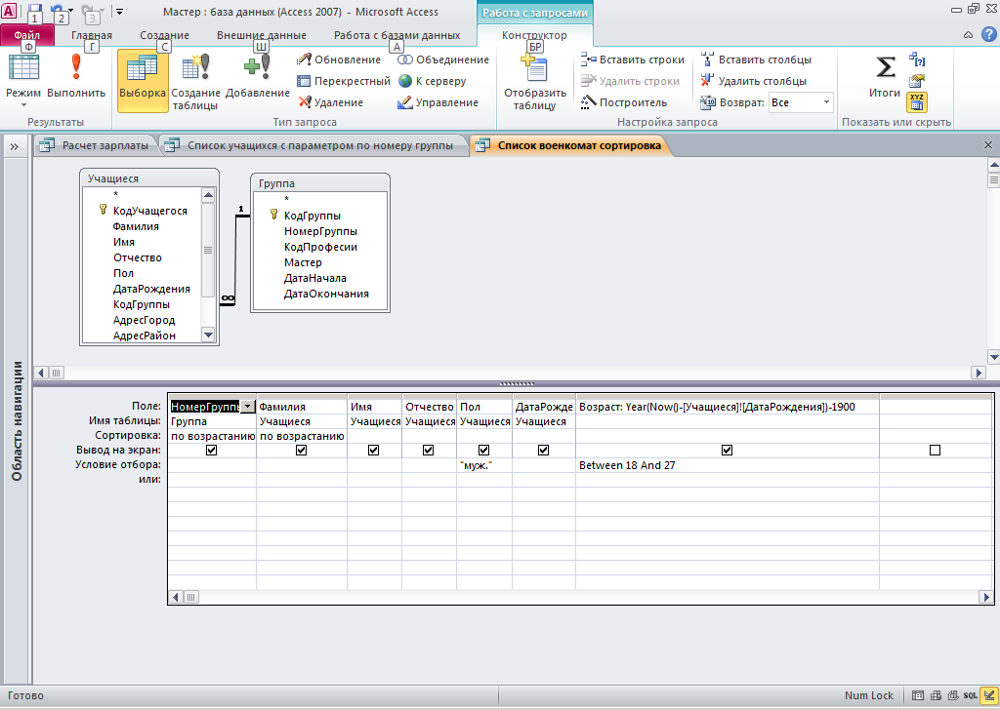 A
1 2 3
Мастер : база данных (Access 2007) - Microsoft Access
Работа с запросами
Файл Главная Создание Внешние данные Работа с базами данных Конструктор
Ф Г С Ш А БР
Режим
Выполнить
Результаты
Выборка
Создание таблицы
Добавление
Обновление
Перекрестный
Удаление
Объединение
К серверу
Управление
Тип запроса
Отобразить таблицу
Вставить строки
Удалить строки
Построитель
Вставить столбцы
Удалить столбцы
Возврат: Все
Настройка запроса
Σ
Итоги
XYZ
Показать или скрыть
»
Расчет зарплаты
Список учащихся с параметром по номеру группы
Список военкомат сортировка
Область навигации
Учащиеся
*
КодУчащегося
Фамилия
Имя
Отчество
Пол
ДатаРождения
КодГруппы
АдресГород
АдресРайон
1
∞
Группа
*
КодГруппы
НомерГруппы
КодПрофесии
Мастер
ДатаНачала
ДатаОкончания
Поле: НомерГруппы Фамилия Имя Отчество Пол ДатаРожде Возраст: Year(Now()-[Учащиеся]![ДатаРождения])-1900
Имя таблицы: Группа Учащиеся Учащиеся Учащиеся Учащиеся Учащиеся
Сортировка: по возрастанию по возрастанию
Вывод на экран:
Условие отбора: "муж." Between 18 And 27
или:
Готово
Num Lock
SQL